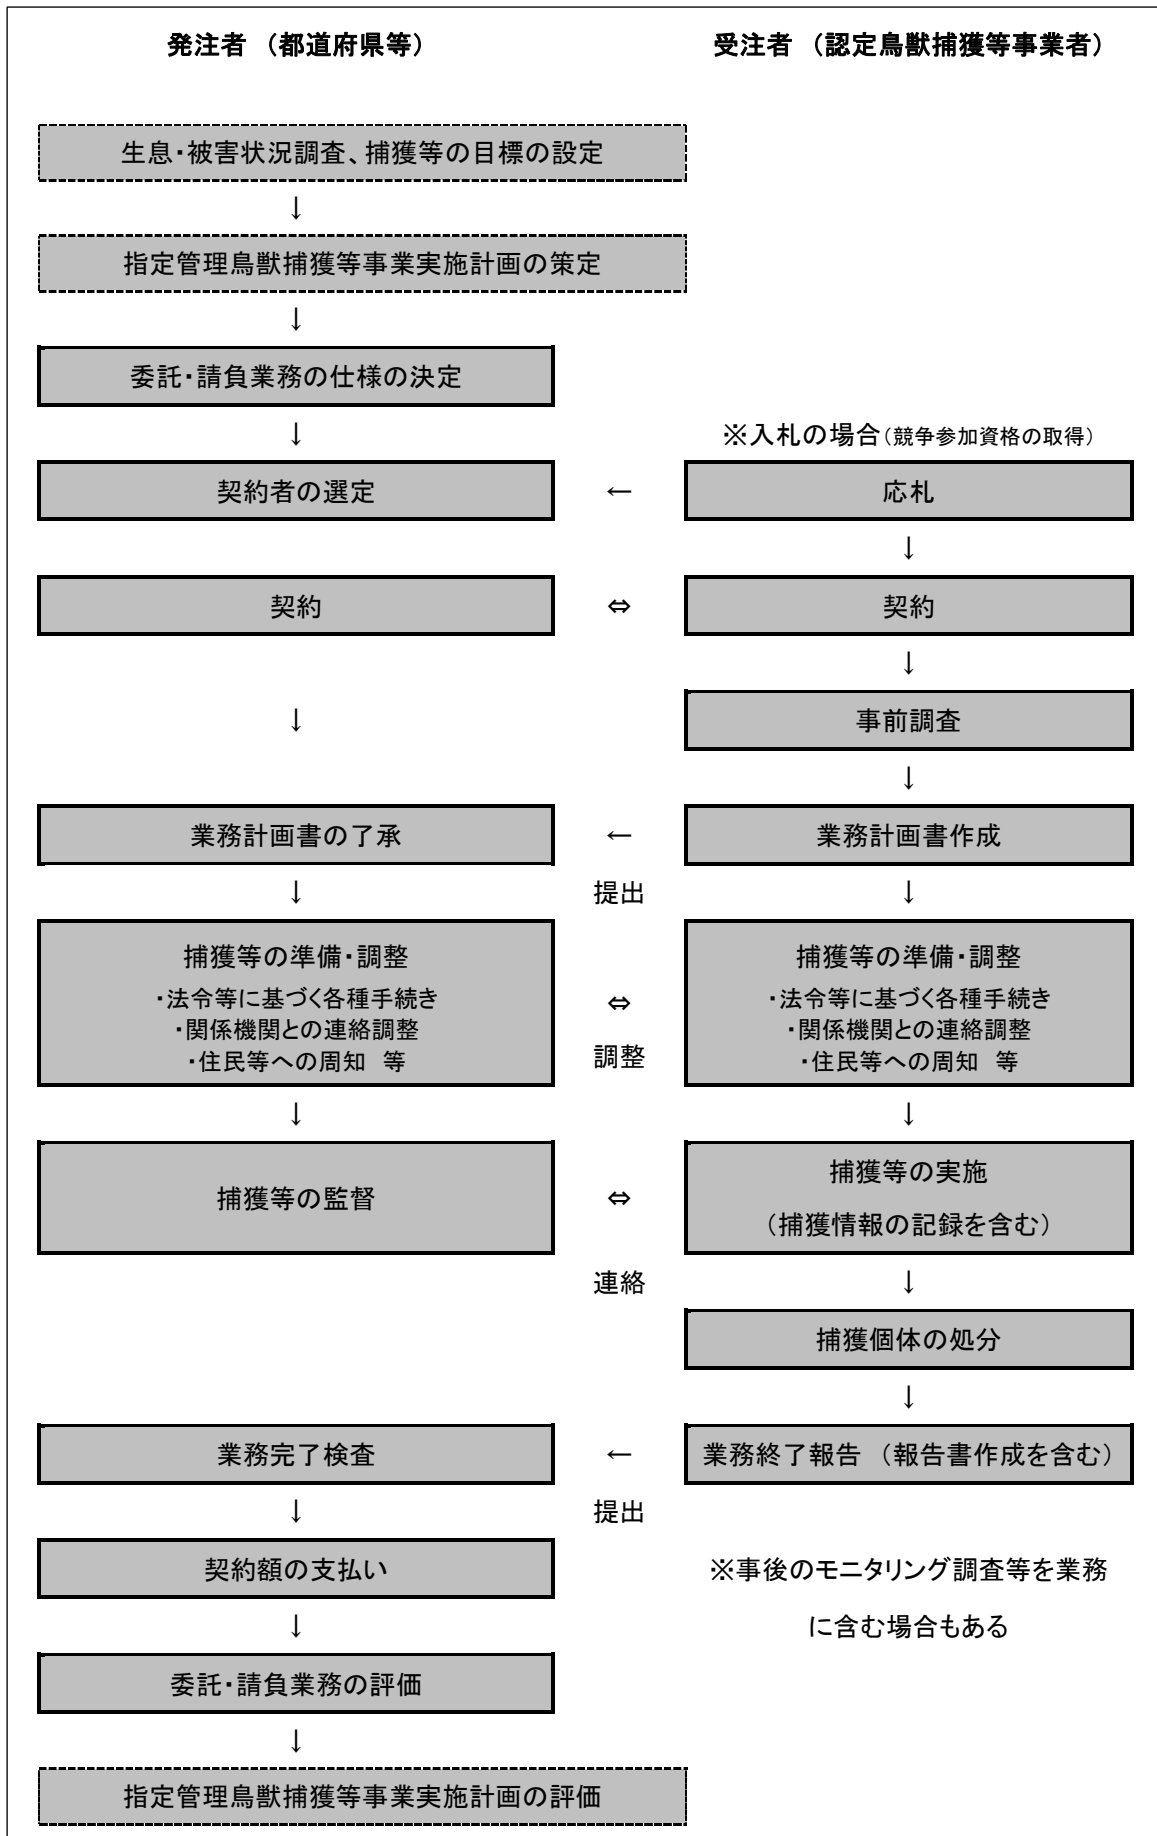 発注者 (都道府県等)
受注者 (認定鳥獣捕獲等事業者)
生息・被害状況調査、捕獲等の目標の設定
↓
指定管理鳥獣捕獲等事業実施計画の策定
↓
委託・請負業務の仕様の決定
↓
※入札の場合(競争参加資格の取得)
契約者の選定
←
応札
↓
契約
⇔
契約
↓
事前調査
↓
↓
業務計画書の了承
←
業務計画書作成
↓
提出
↓
捕獲等の準備・調整
・法令等に基づく各種手続き
・関係機関との連絡調整
・住民等への周知 等
⇔
調整
捕獲等の準備・調整
・法令等に基づく各種手続き
・関係機関との連絡調整
・住民等への周知 等
↓
↓
捕獲等の監督
⇔
連絡
捕獲等の実施
(捕獲情報の記録を含む)
↓
捕獲個体の処分
↓
業務完了検査
←
業務終了報告 (報告書作成を含む)
↓
提出
契約額の支払い
※事後のモニタリング調査等を業務
に含む場合もある
↓
委託・請負業務の評価
↓
指定管理鳥獣捕獲等事業実施計画の評価